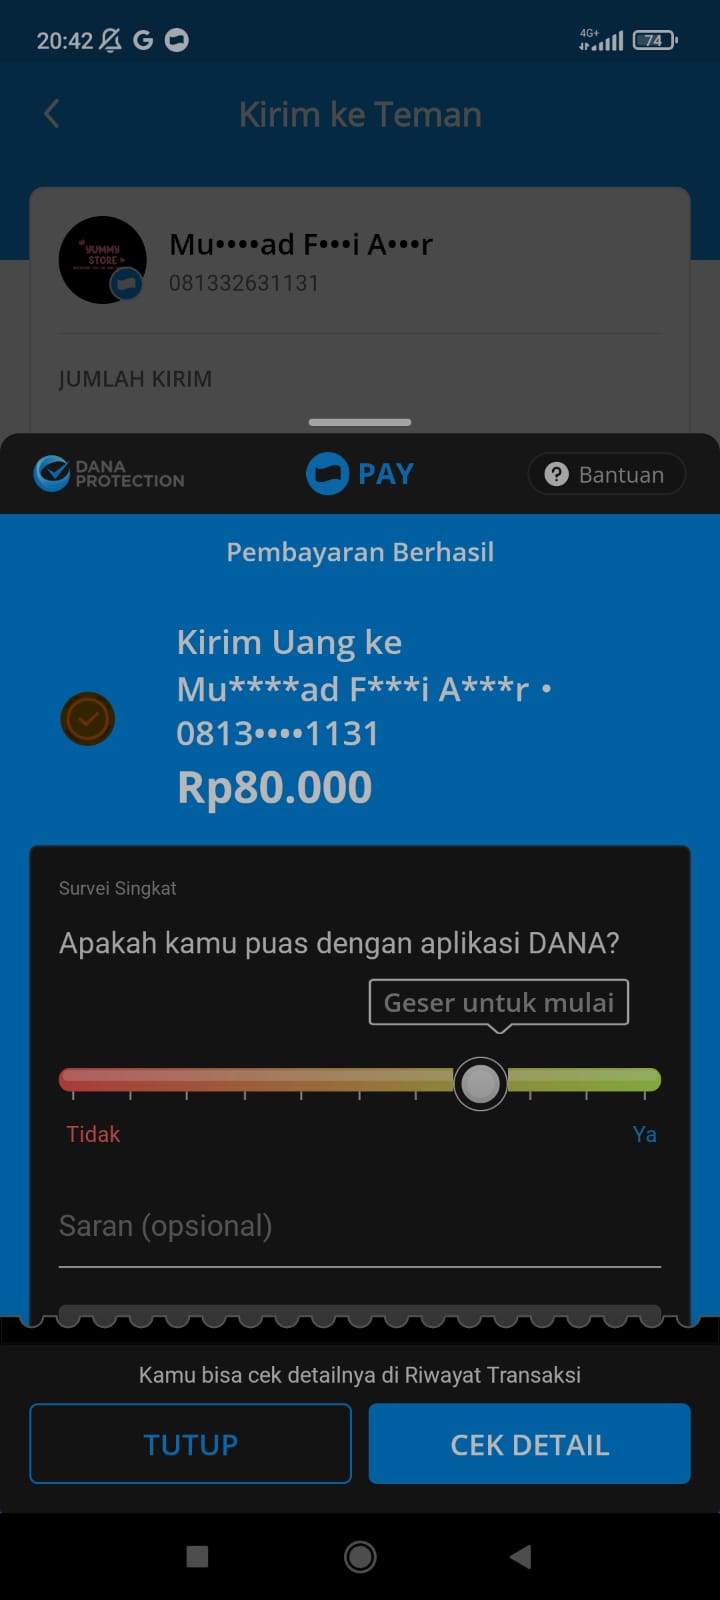 20:42
4G+
74
Kirim ke Teman
YUMMY
STORE
Mu••••ad F•••i A•••r
081332631131
JUMLAH KIRIM
DANA
PROTECTION
PAY
Bantuan
Pembayaran Berhasil
Kirim Uang ke
Mu****ad F***i A***r •
0813••••1131
Rp80.000
Survei Singkat
Apakah kamu puas dengan aplikasi DANA?
Geser untuk mulai
Tidak
Ya
Saran (opsional)
Kamu bisa cek detailnya di Riwayat Transaksi
TUTUP
CEK DETAIL